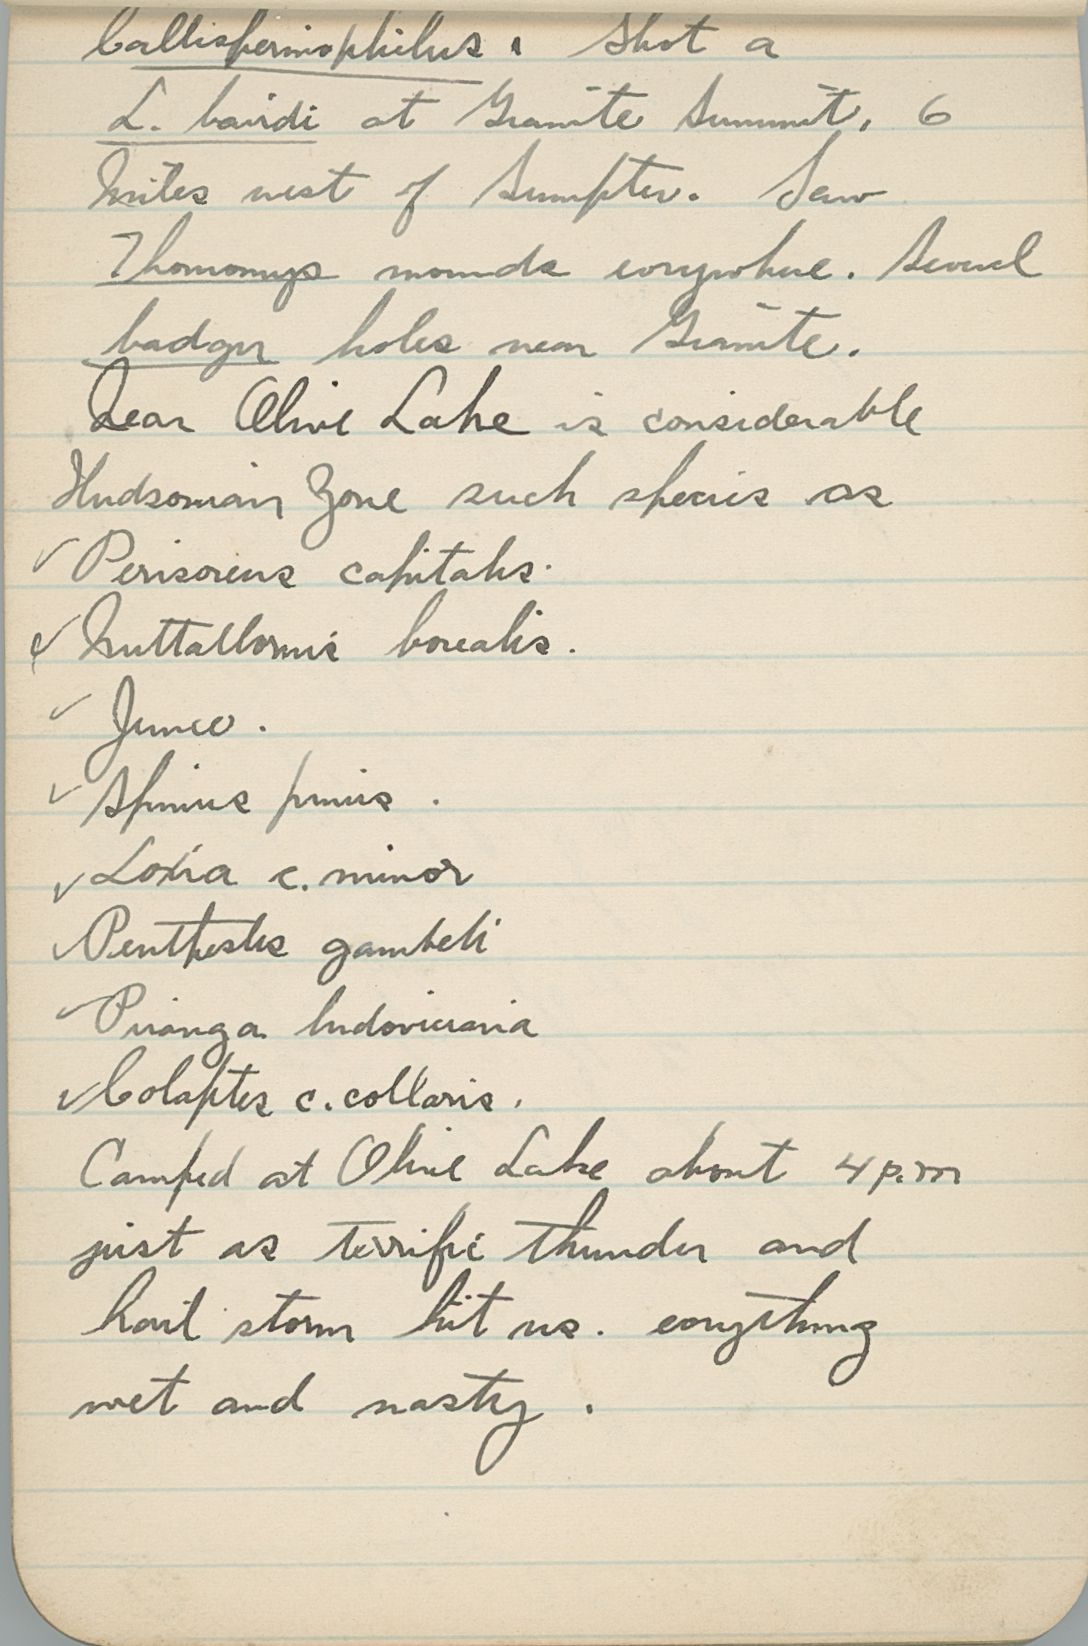 Callispermophilus. Shot a
L. bairdi at Granite Summit, 6
Miles west of Sumpter. Saw
Thomomys mounds everywhere. Several
badger holes near Granite.
Near Olive Lake is considerable
Hudsonian Zone such species as
✓ Perisoreus capitalis.
✓ Nuttallornis borealis.
✓ Junco.
✓ Spinus pinus.
✓ Loxia c. minor
✓ Penthestes gambeli
✓ Piranga ludoviciana
✓ Colaptes c. collaris.
Camped at Olive Lake about 4 p.m
just as terrific thunder and
hail storm hit us. everything
wet and nasty.